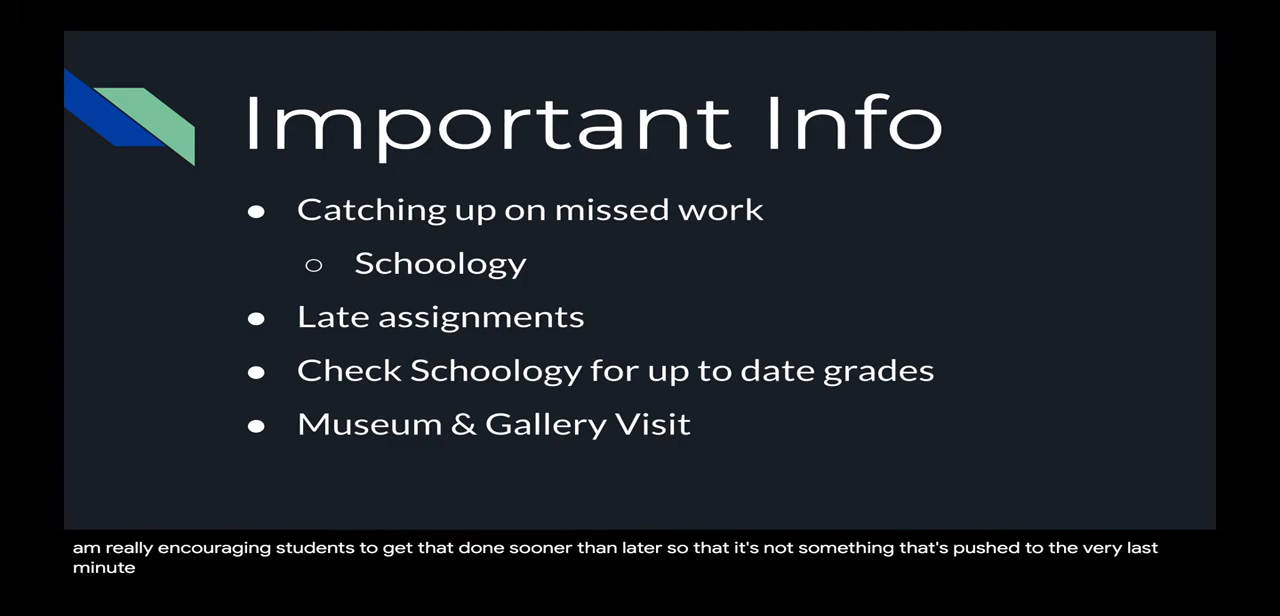 Important Info
● Catching up on missed work
○ Schoology
● Late assignments
● Check Schoology for up to date grades
● Museum & Gallery Visit
am really encouraging students to get that done sooner than later so that it's not something that's pushed to the very last
minute